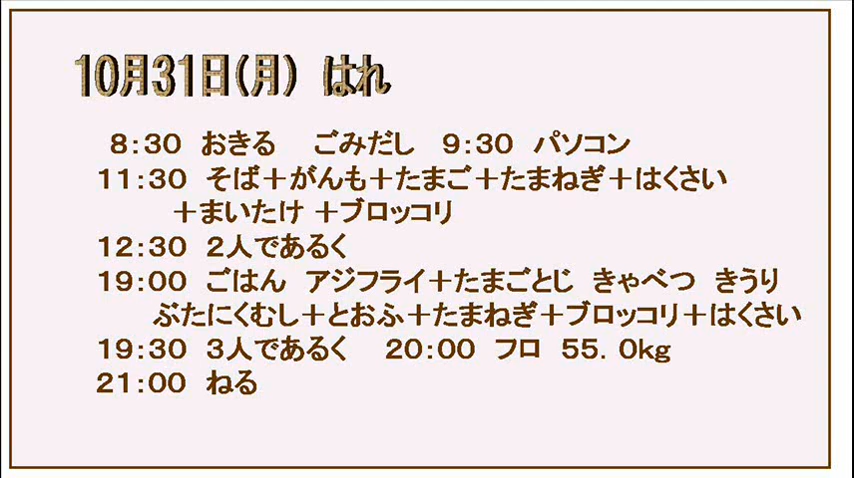 10月31日(月) はれ
8:30 おきる ごみだし 9:30 パソコン
11:30 そば+がんも+たまご+たまねぎ+はくさい
+まいたけ +ブロッコリ
12:30 2人であるく
19:00 ごはん アジフライ+たまごとじ きゃべつ きうり
ぶたにくむし+とおふ+たまねぎ+ブロッコリ+はくさい
19:30 3人であるく 20:00 フロ 55.0kg
21:00 ねる